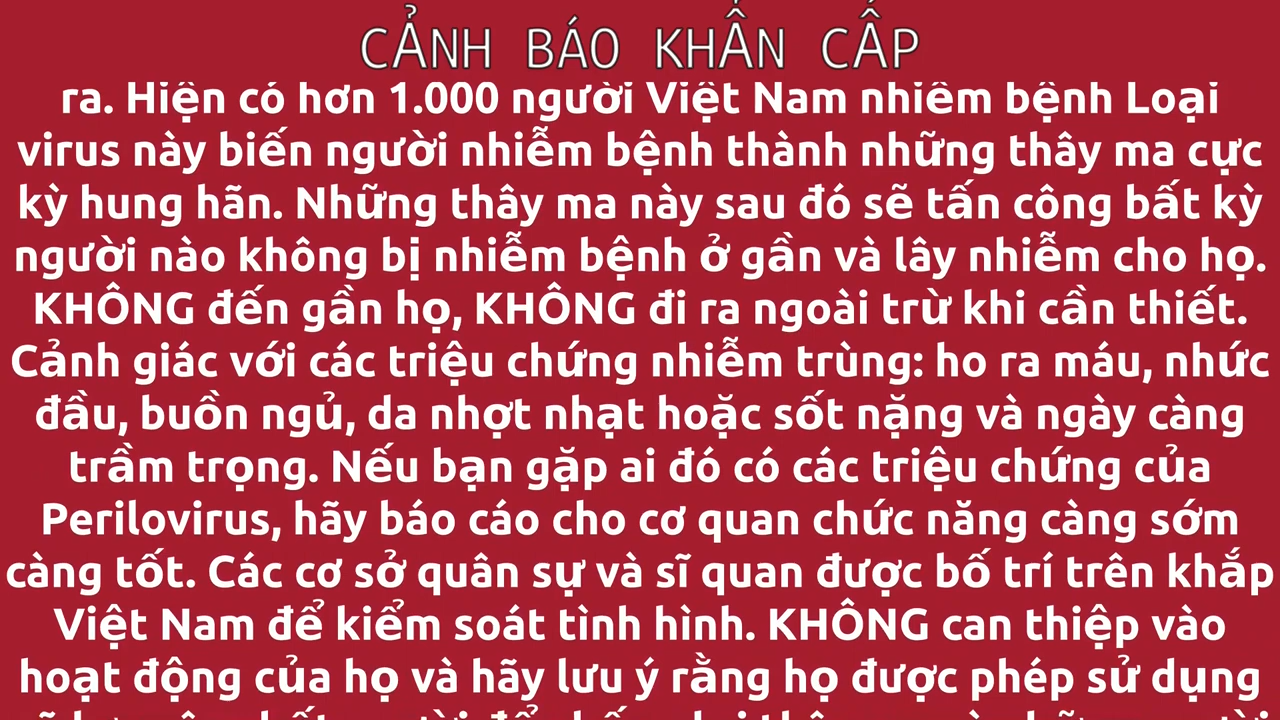 CẢNH BÁO KHẨN CẤP
ra. Hiện có hơn 1.000 người Việt Nam nhiễm bệnh Loại
virus này biến người nhiễm bệnh thành những thây ma cực
kỳ hung hãn. Những thây ma này sau đó sẽ tấn công bất kỳ
người nào không bị nhiễm bệnh ở gần và lây nhiễm cho họ.
KHÔNG đến gần họ, KHÔNG đi ra ngoài trừ khi cần thiết.
Cảnh giác với các triệu chứng nhiễm trùng: ho ra máu, nhức
đầu, buồn ngủ, da nhợt nhạt hoặc sốt nặng và ngày càng
trầm trọng. Nếu bạn gặp ai đó có các triệu chứng của
Perilovirus, hãy báo cáo cho cơ quan chức năng càng sớm
càng tốt. Các cơ sở quân sự và sĩ quan được bố trí trên khắp
Việt Nam để kiểm soát tình hình. KHÔNG can thiệp vào
hoạt động của họ và hãy lưu ý rằng họ được phép sử dụng